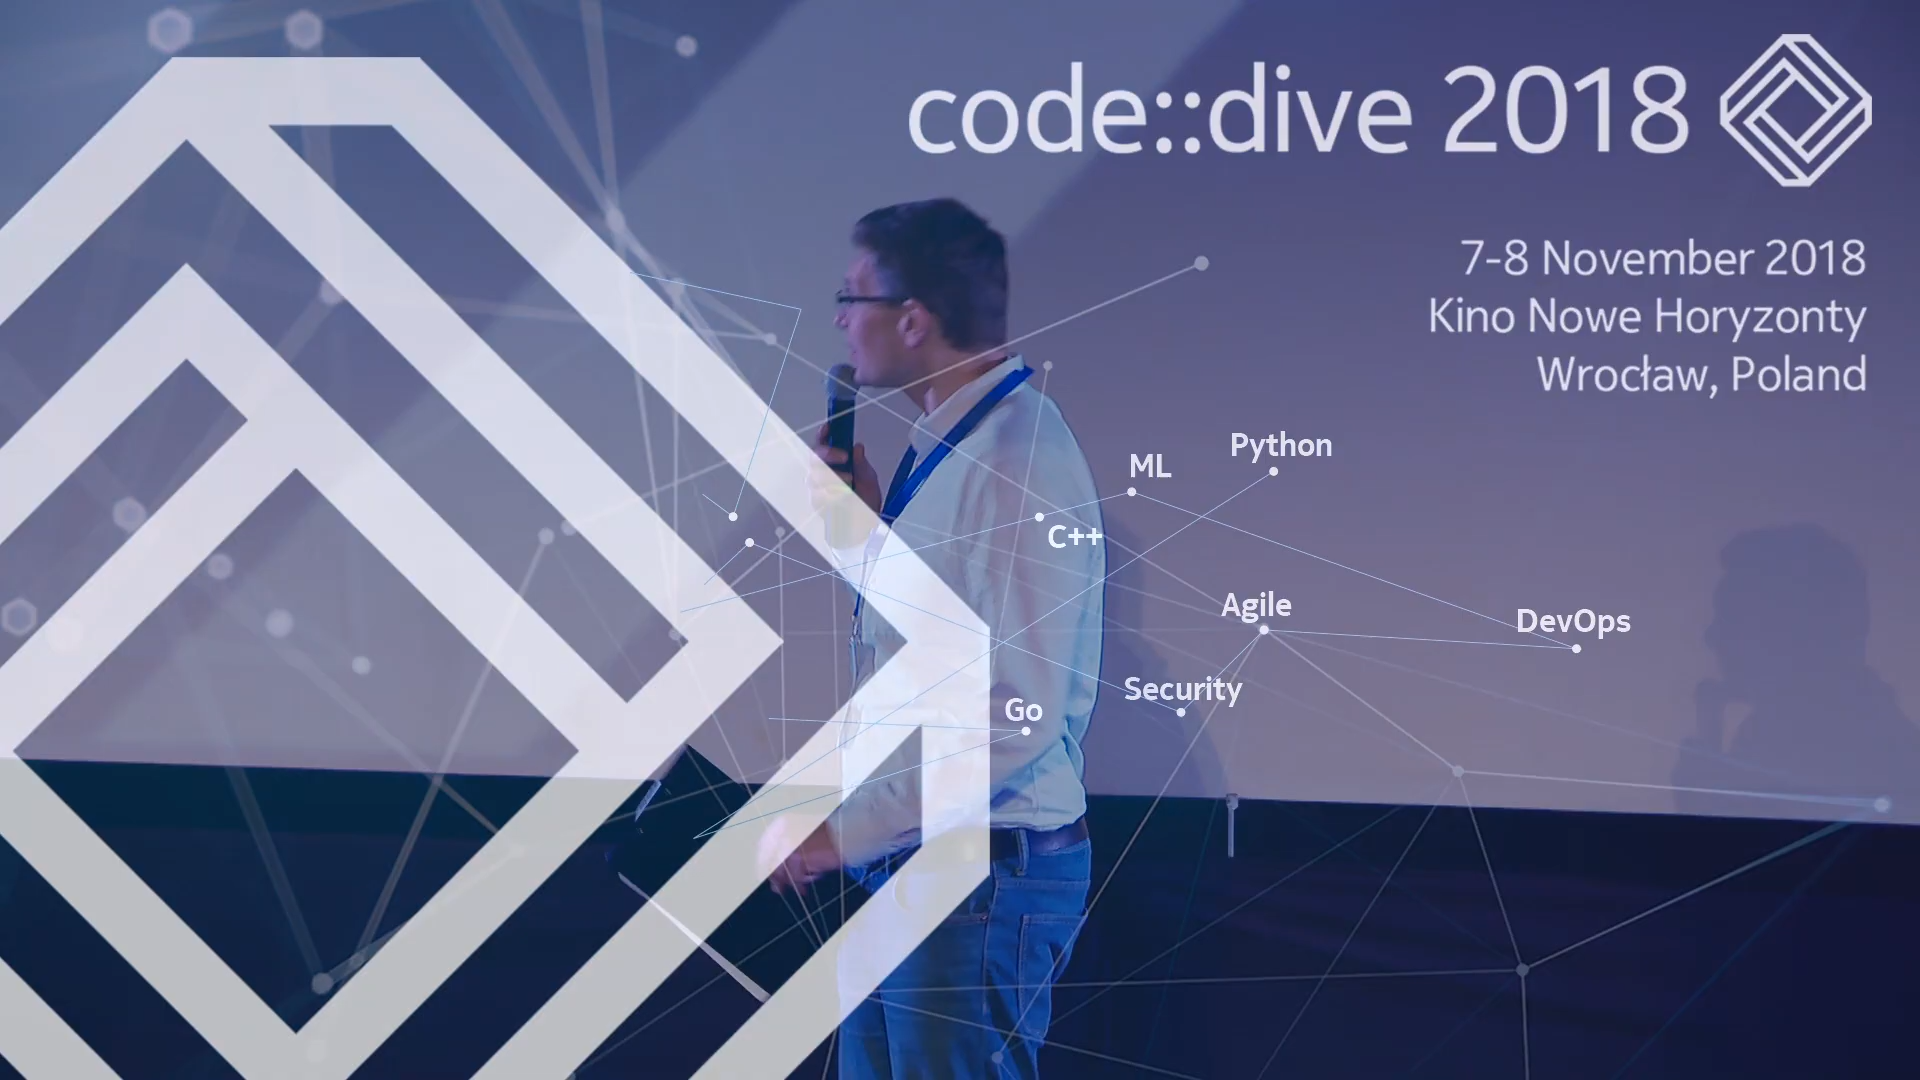 code::dive 2018
7-8 November 2018
Kino Nowe Horyzonty
Wrocław, Poland
Python
ML
C++
Agile
DevOps
Security
Go